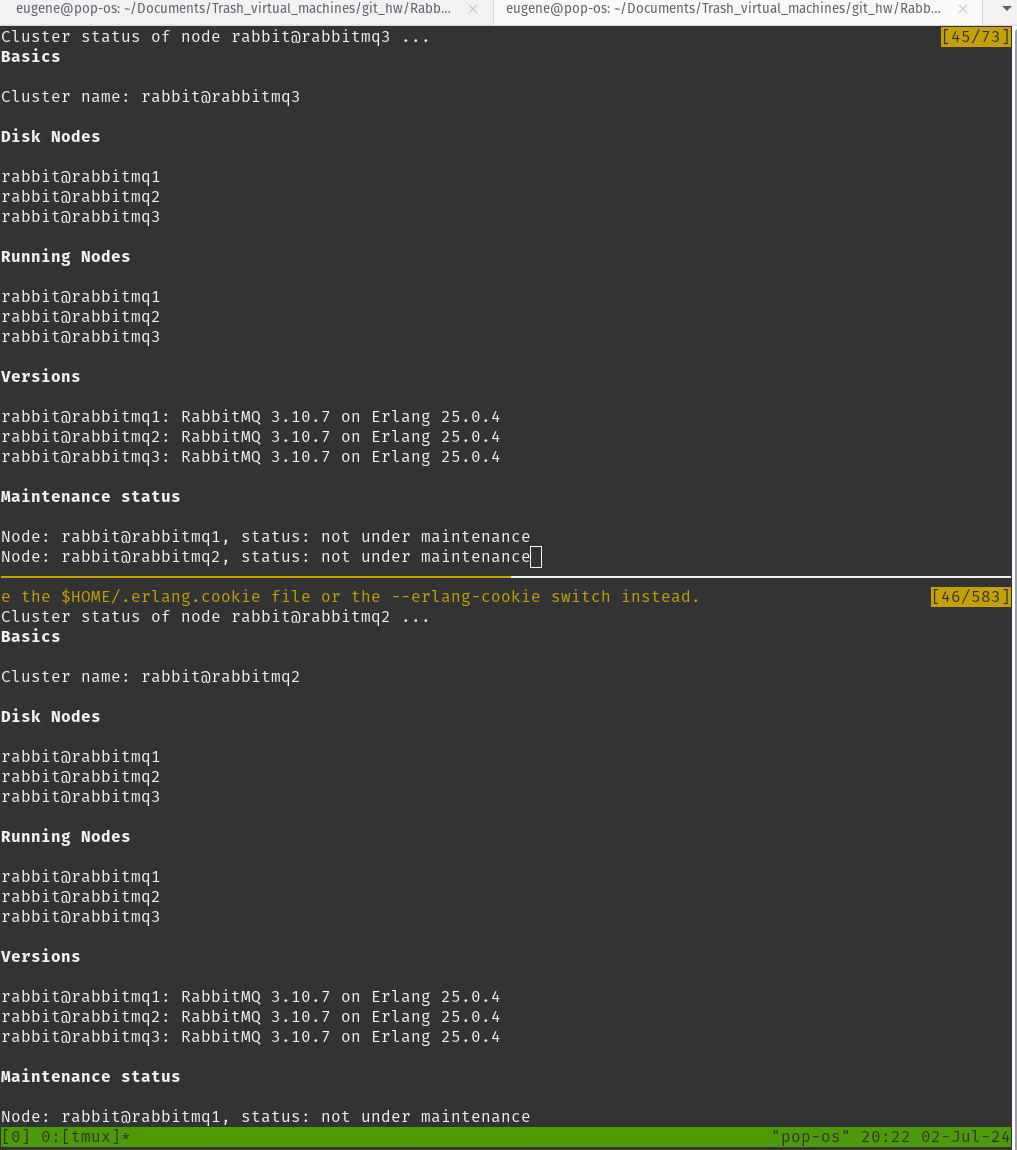 eugene@pop-os: ~/Documents/Trash_virtual_machines/git_hw/Rabb... × eugene@pop-os: ~/Documents/Trash_virtual_machines/git_hw/Rabb... ×
Cluster status of node rabbit@rabbitmq3 ... [45/73]
Basics
Cluster name: rabbit@rabbitmq3
Disk Nodes
rabbit@rabbitmq1
rabbit@rabbitmq2
rabbit@rabbitmq3
Running Nodes
rabbit@rabbitmq1
rabbit@rabbitmq2
rabbit@rabbitmq3
Versions
rabbit@rabbitmq1: RabbitMQ 3.10.7 on Erlang 25.0.4
rabbit@rabbitmq2: RabbitMQ 3.10.7 on Erlang 25.0.4
rabbit@rabbitmq3: RabbitMQ 3.10.7 on Erlang 25.0.4
Maintenance status
Node: rabbit@rabbitmq1, status: not under maintenance
Node: rabbit@rabbitmq2, status: not under maintenance
e the $HOME/.erlang.cookie file or the --erlang-cookie switch instead. [46/583]
Cluster status of node rabbit@rabbitmq2 ...
Basics
Cluster name: rabbit@rabbitmq2
Disk Nodes
rabbit@rabbitmq1
rabbit@rabbitmq2
rabbit@rabbitmq3
Running Nodes
rabbit@rabbitmq1
rabbit@rabbitmq2
rabbit@rabbitmq3
Versions
rabbit@rabbitmq1: RabbitMQ 3.10.7 on Erlang 25.0.4
rabbit@rabbitmq2: RabbitMQ 3.10.7 on Erlang 25.0.4
rabbit@rabbitmq3: RabbitMQ 3.10.7 on Erlang 25.0.4
Maintenance status
Node: rabbit@rabbitmq1, status: not under maintenance
[0] 0:[tmux]* "pop-os" 20:22 02-Jul-24